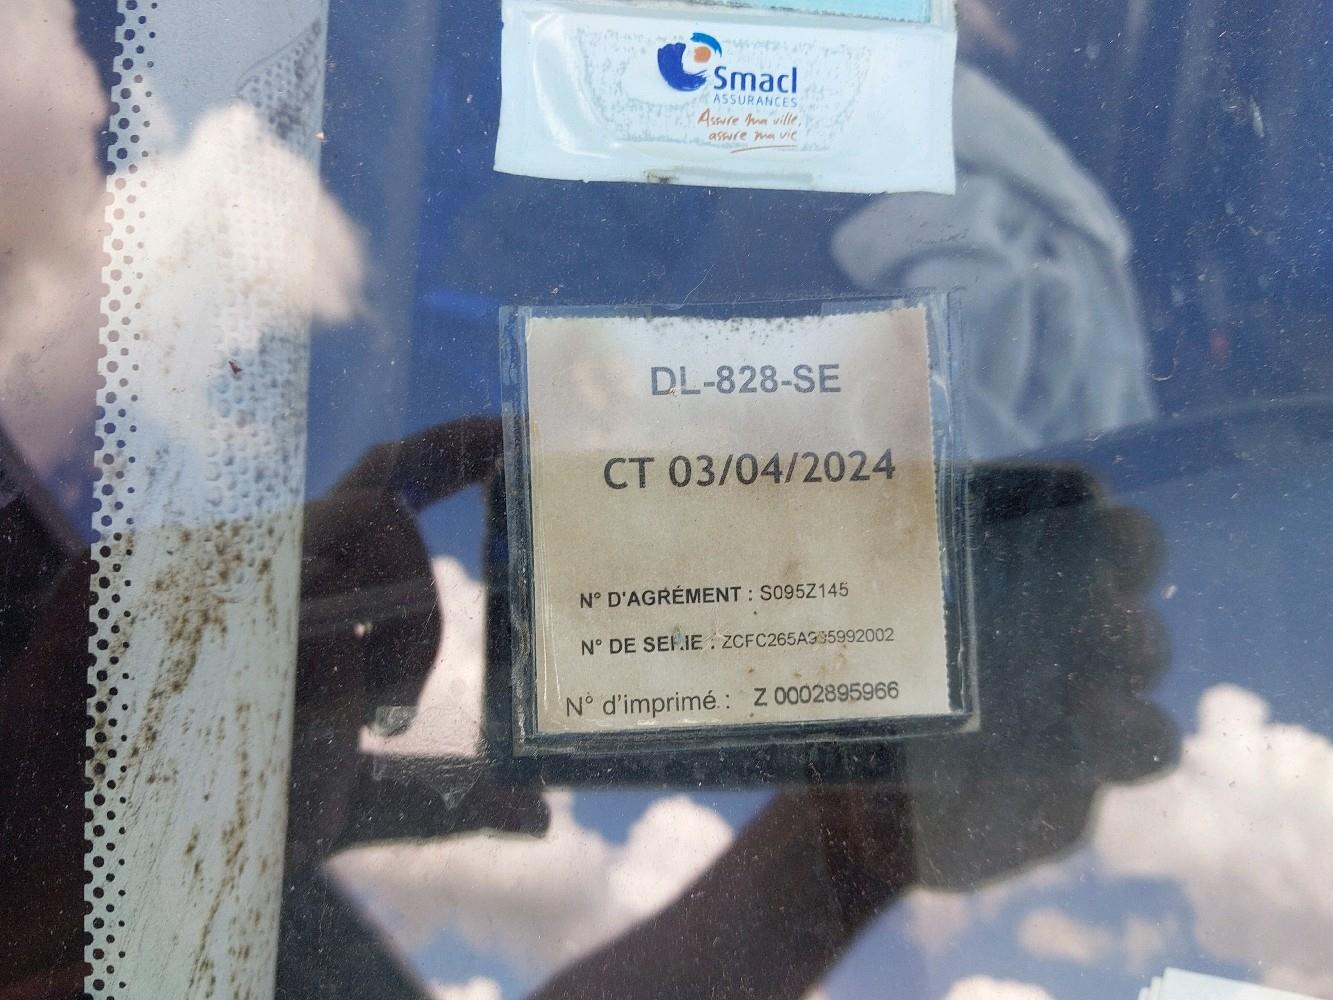 Smacl
ASSURANCES
Assure ma ville,
assure ma vie
DL-828-SE
CT 03/04/2024
N° D'AGRÉMENT : S095Z145
N° DE SERIE : ZCFC265A935992002
N° d'imprimé : Z 0002895966